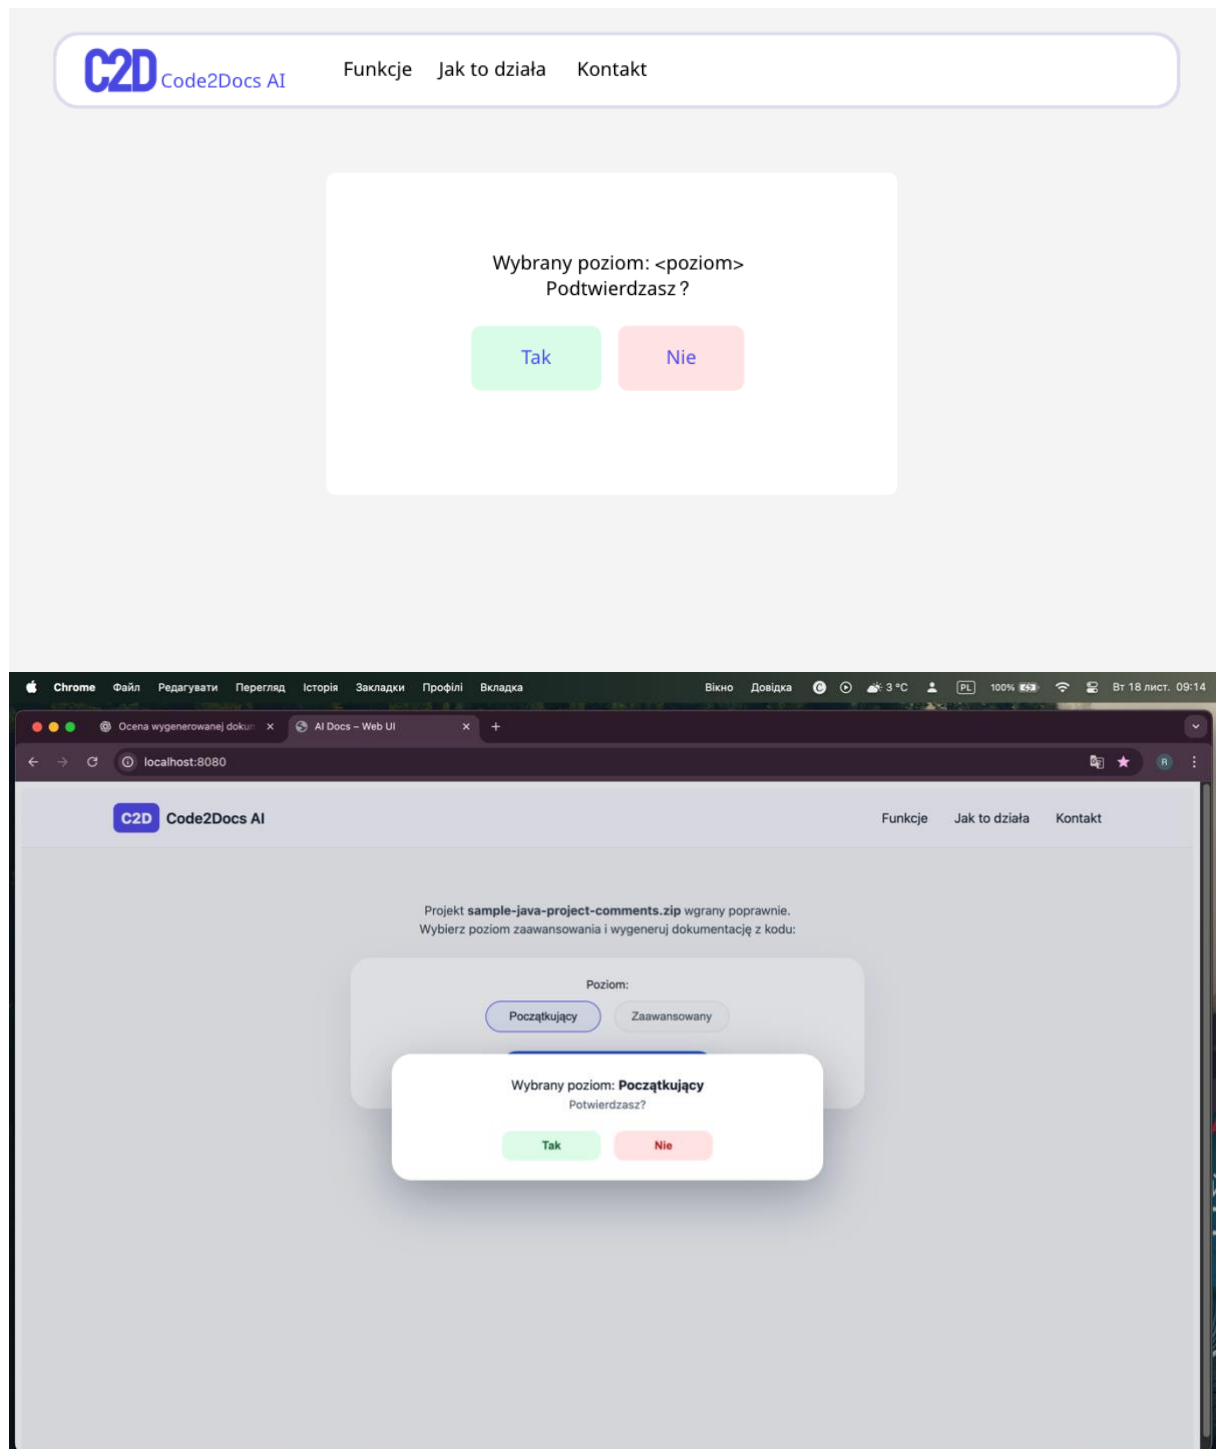 C2D Code2Docs AI Funkcje Jak to działa Kontakt
Wybrany poziom: <poziom>
Podtwierdzasz?
Tak Nie
Chrome Файл Редагувати Перегляд Історія Закладки Профілі Вкладка Вікно Довідка 3 °C PL 100% Вт 18 лист. 09:14
Ocena wygenerowanej dokum AI Docs – Web UI
localhost:8080 R
C2D Code2Docs AI Funkcje Jak to działa Kontakt
Projekt sample-java-project-comments.zip wgrany poprawnie.
Wybierz poziom zaawansowania i wygeneruj dokumentację z kodu:
Poziom:
Początkujący Zaawansowany
Wybrany poziom: Początkujący
Potwierdzasz?
Tak Nie